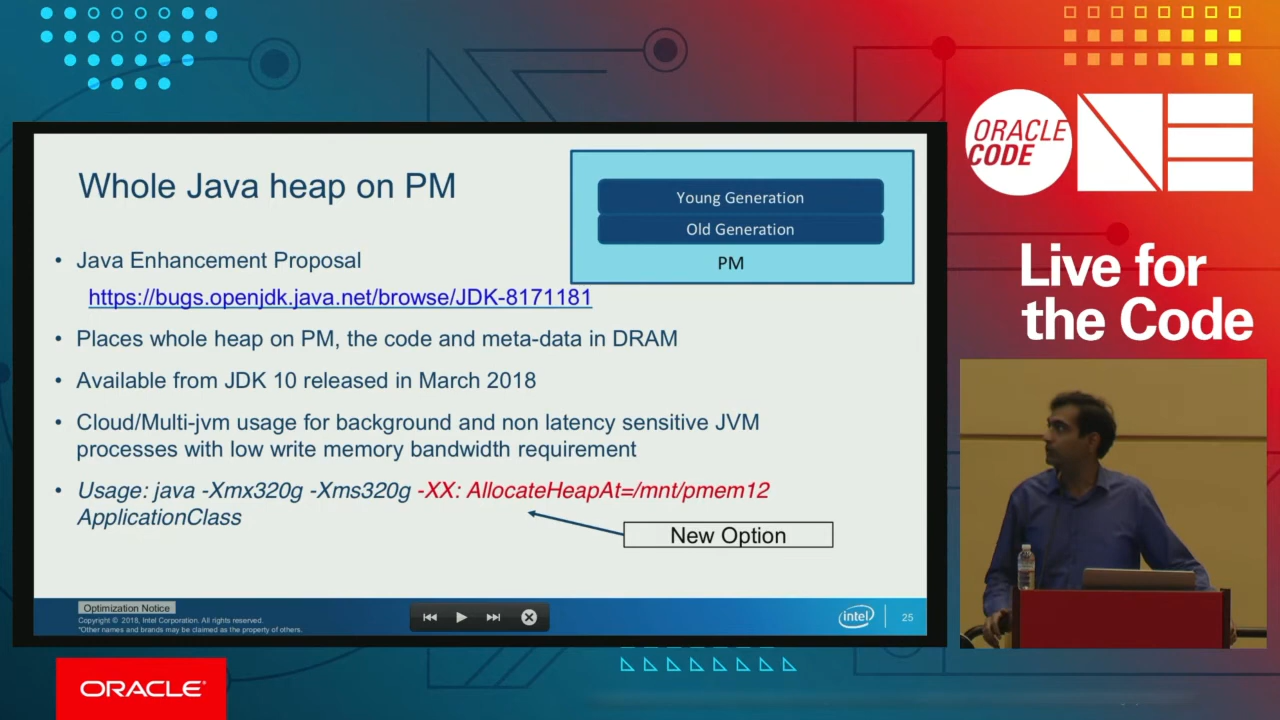 ORACLE
CODE
ONE
Live for
the Code
Whole Java heap on PM
Young Generation
Old Generation
PM
• Java Enhancement Proposal
https://bugs.openjdk.java.net/browse/JDK-8171181
• Places whole heap on PM, the code and meta-data in DRAM
• Available from JDK 10 released in March 2018
• Cloud/Multi-jvm usage for background and non latency sensitive JVM
processes with low write memory bandwidth requirement
• Usage: java -Xmx320g -Xms320g -XX: AllocateHeapAt=/mnt/pmem12
ApplicationClass
New Option
Optimization Notice
Copyright © 2018, Intel Corporation. All rights reserved.
*Other names and brands may be claimed as the property of others.
intel
25
ORACLE®